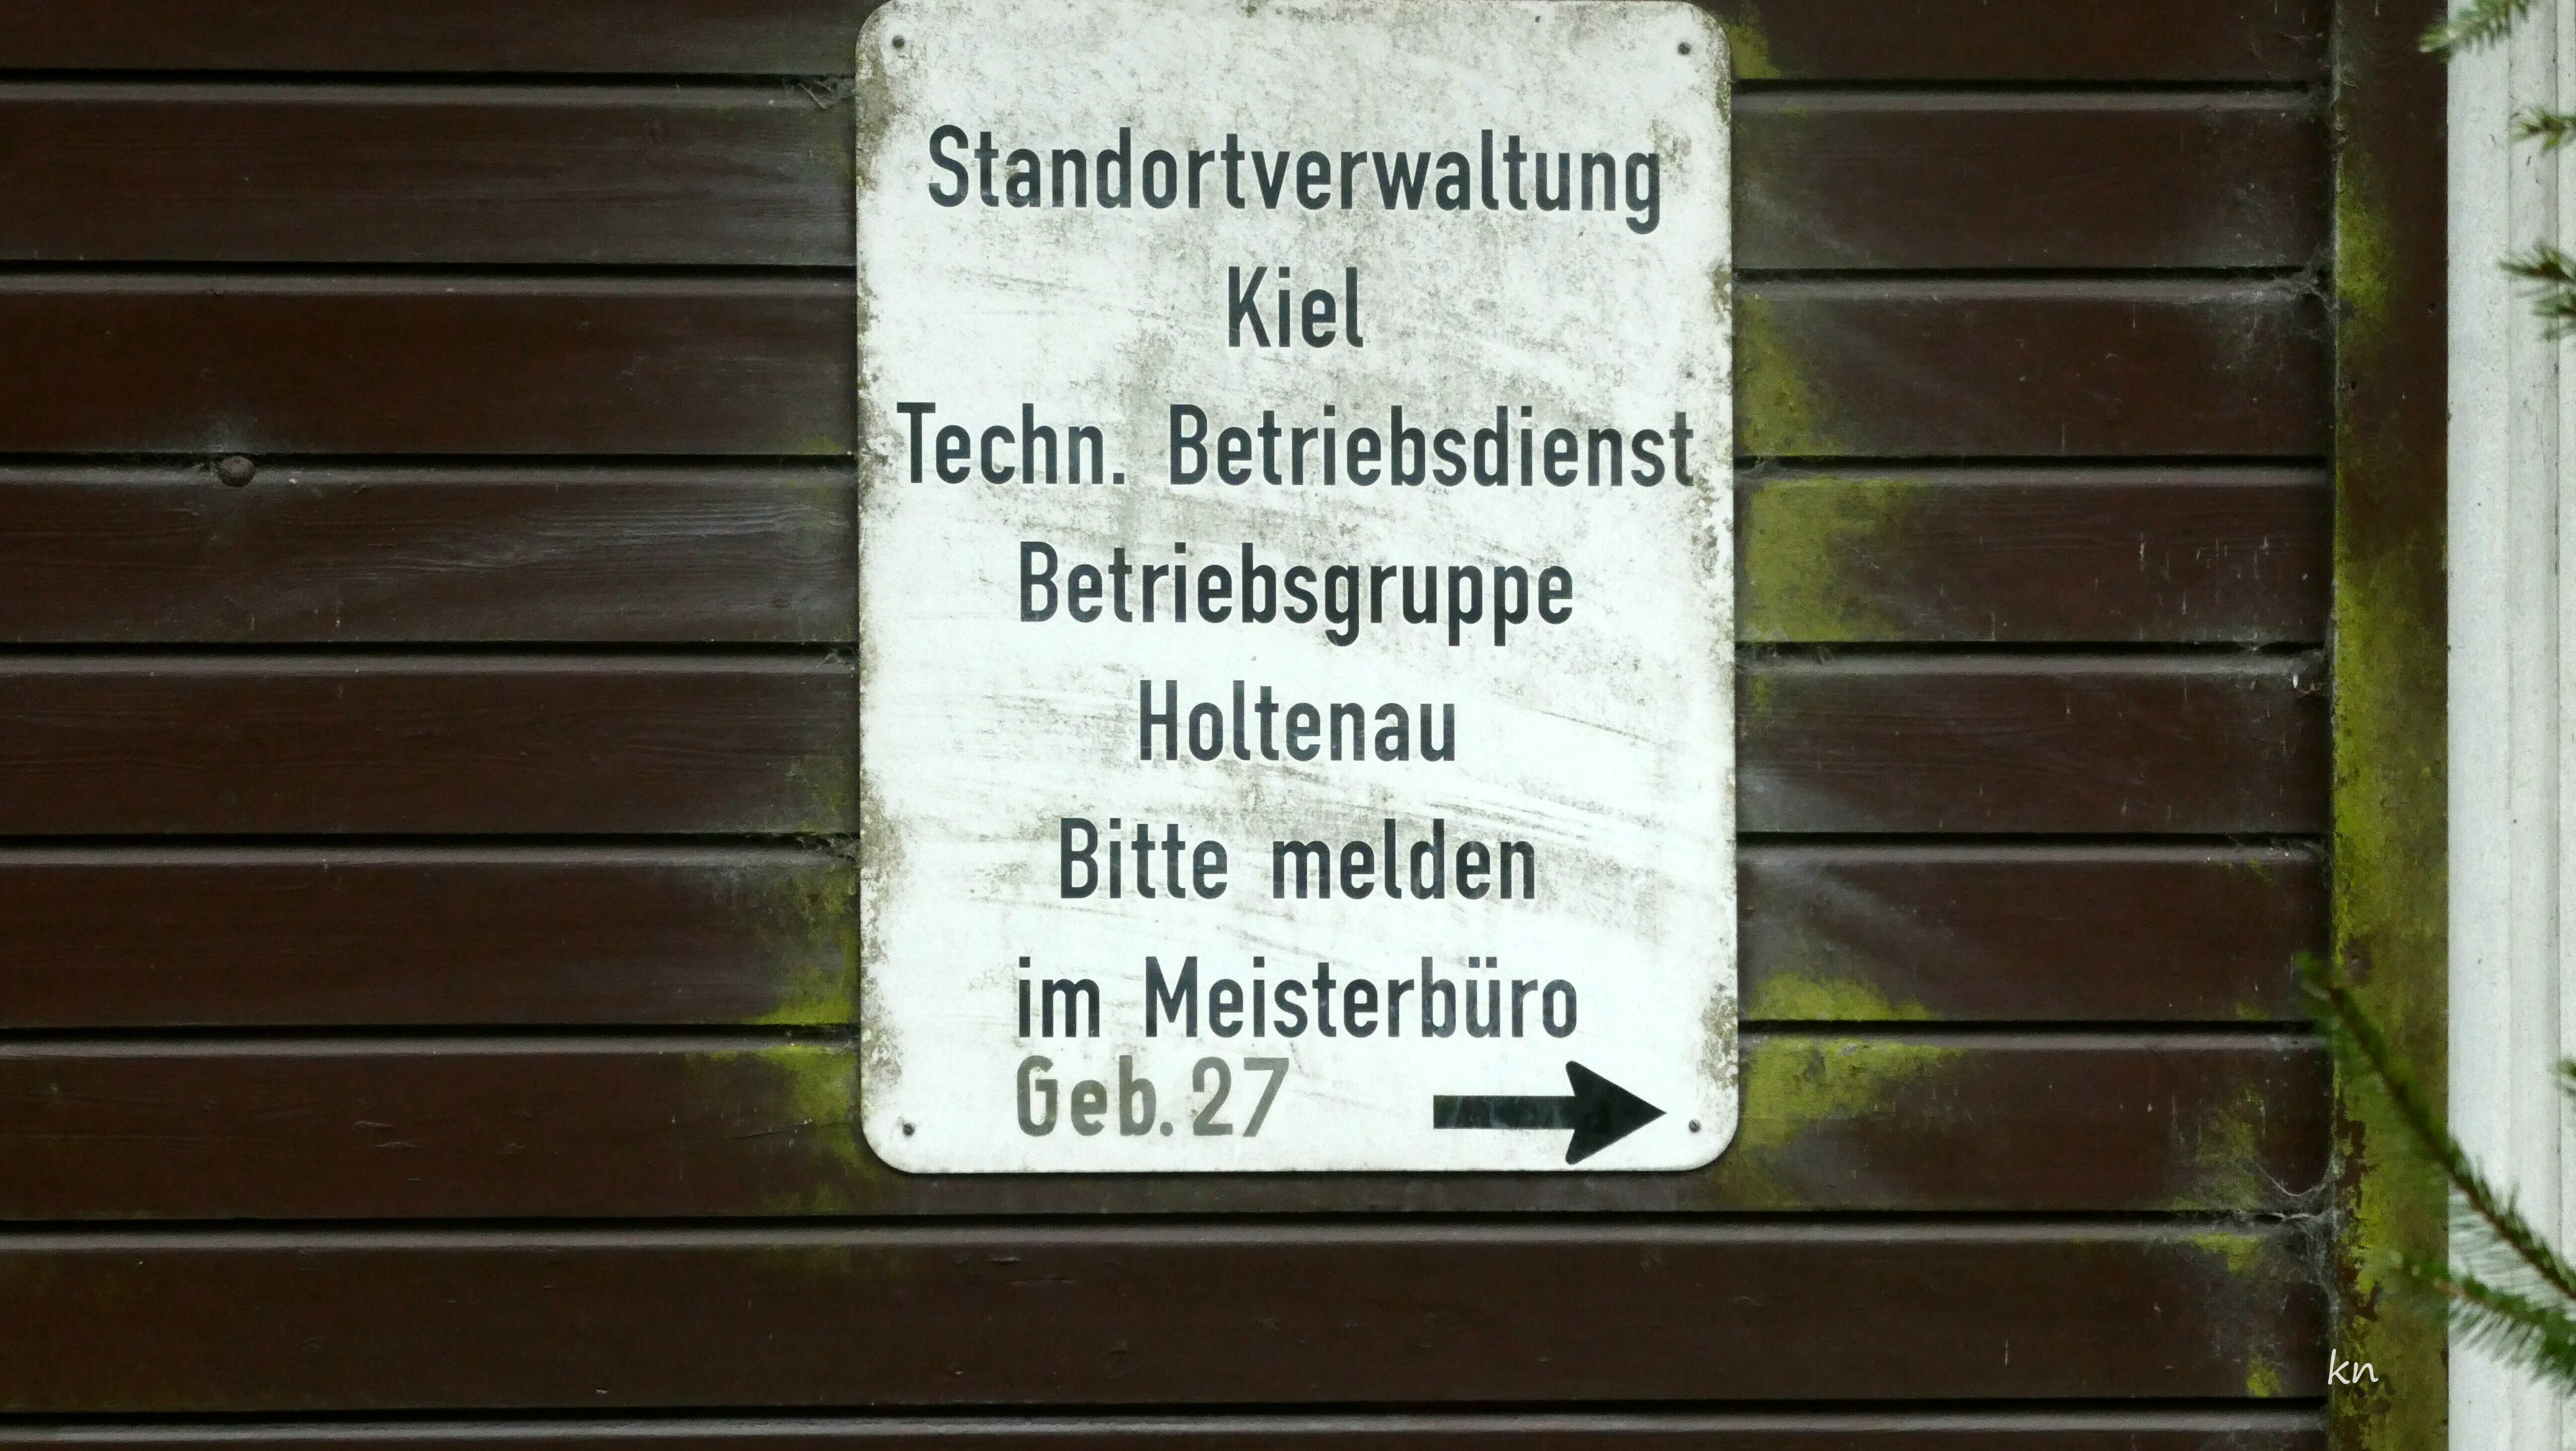 Standortverwaltung
Kiel
Techn. Betriebsdienst
Betriebsgruppe
Holtenau
Bitte melden
im Meisterbüro
Geb. 27
kn